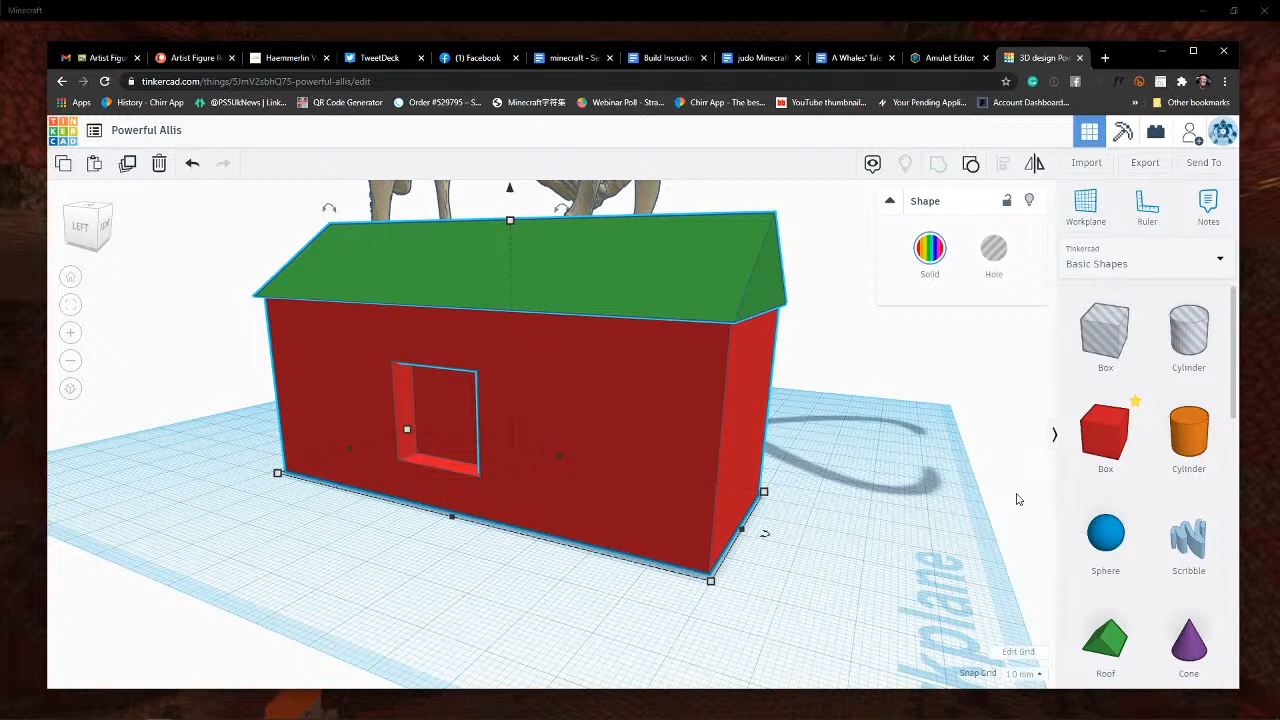 Minecraft
Artist Figur
Artist Figure R
Haemmerlin V
TweetDeck
(1) Facebook
minecraft - Se
Build Insructio
judo Minecraf
A Whales' Tale
Amulet Editor
3D design Pow
tinkercad.com/things/5JmV2sbhQ75-powerful-allis/edit
Apps
History - Chirr App
@PS5UkNews | Link...
QR Code Generator
Order #529795 – S...
Minecraft字符集
Webinar Poll - Stra...
Chirr App - The bes...
YouTube thumbnail...
Your Pending Applic...
Account Dashboard...
Other bookmarks
TIN
KER
CAD
Powerful Allis
Import
Export
Send To
LEFT
Shape
Solid
Hole
Workplane
Ruler
Notes
Tinkercad
Basic Shapes
Box
Cylinder
Box
Cylinder
Sphere
Scribble
Roof
Cone
Edit Grid
Snap Grid
1.0 mm